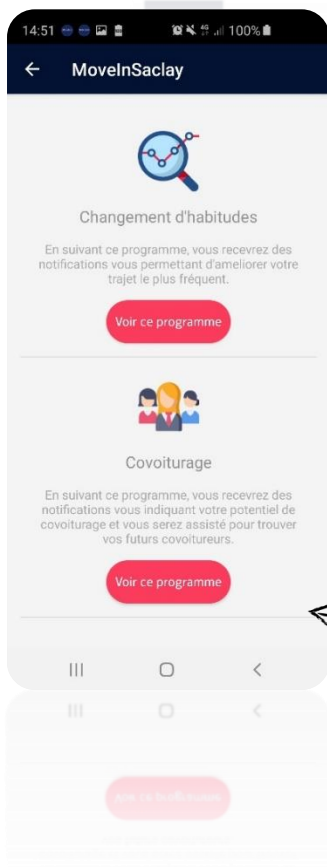 14:51 100%
MoveInSaclay
Changement d'habitudes
En suivant ce programme, vous recevrez des
notifications vous permettant d'ameliorer votre
trajet le plus fréquent.
Voir ce programme
Covoiturage
En suivant ce programme, vous recevrez des
notifications vous indiquant votre potentiel de
covoiturage et vous serez assisté pour trouver
vos futurs covoitureurs.
Voir ce programme